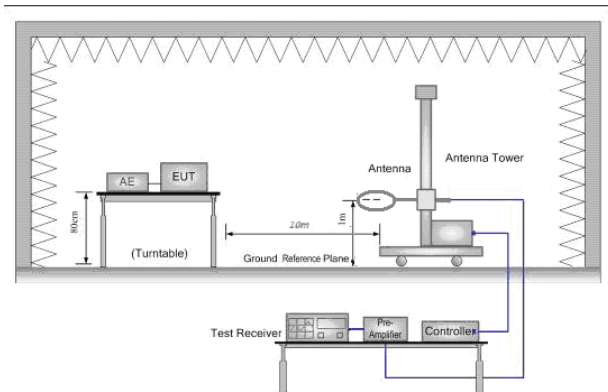 Antenna
Antenna Tower
AE
EUT
80cm
(Turntable)
10m
1m
Ground Reference Plane
Test Receiver
Pre-
Amplifier
Controller